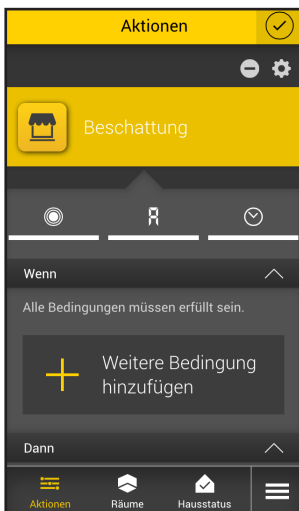 Aktionen
Beschattung
Wenn
Alle Bedingungen müssen erfüllt sein.
Weitere Bedingung
hinzufügen
Dann
Aktionen Räume Hausstatus